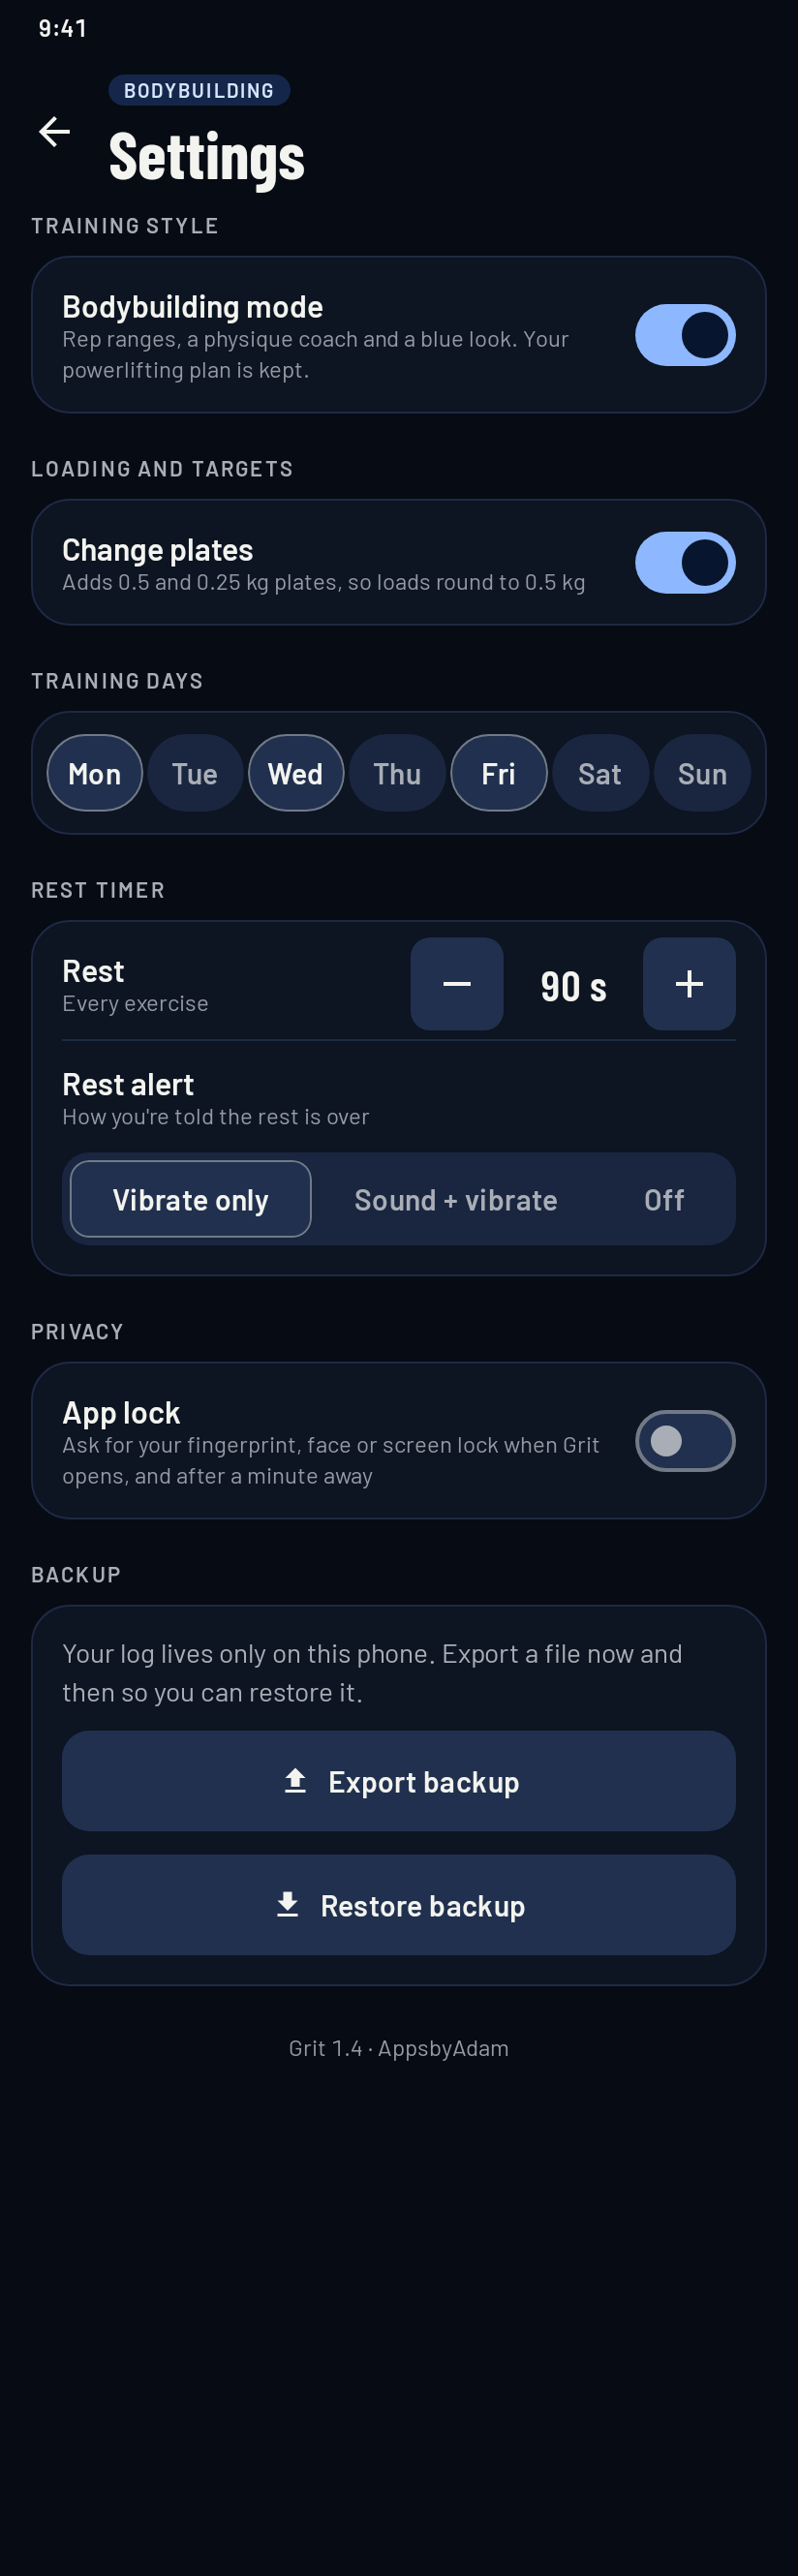 9:41
BODYBUILDING
Settings
TRAINING STYLE
Bodybuilding mode
Rep ranges, a physique coach and a blue look. Your
powerlifting plan is kept.
LOADING AND TARGETS
Change plates
Adds 0.5 and 0.25 kg plates, so loads round to 0.5 kg
TRAINING DAYS
Mon Tue Wed Thu Fri Sat Sun
REST TIMER
Rest
Every exercise
90 s
Rest alert
How you're told the rest is over
Vibrate only Sound + vibrate Off
PRIVACY
App lock
Ask for your fingerprint, face or screen lock when Grit
opens, and after a minute away
BACKUP
Your log lives only on this phone. Export a file now and
then so you can restore it.
Export backup
Restore backup
Grit 1.4 · AppsbyAdam